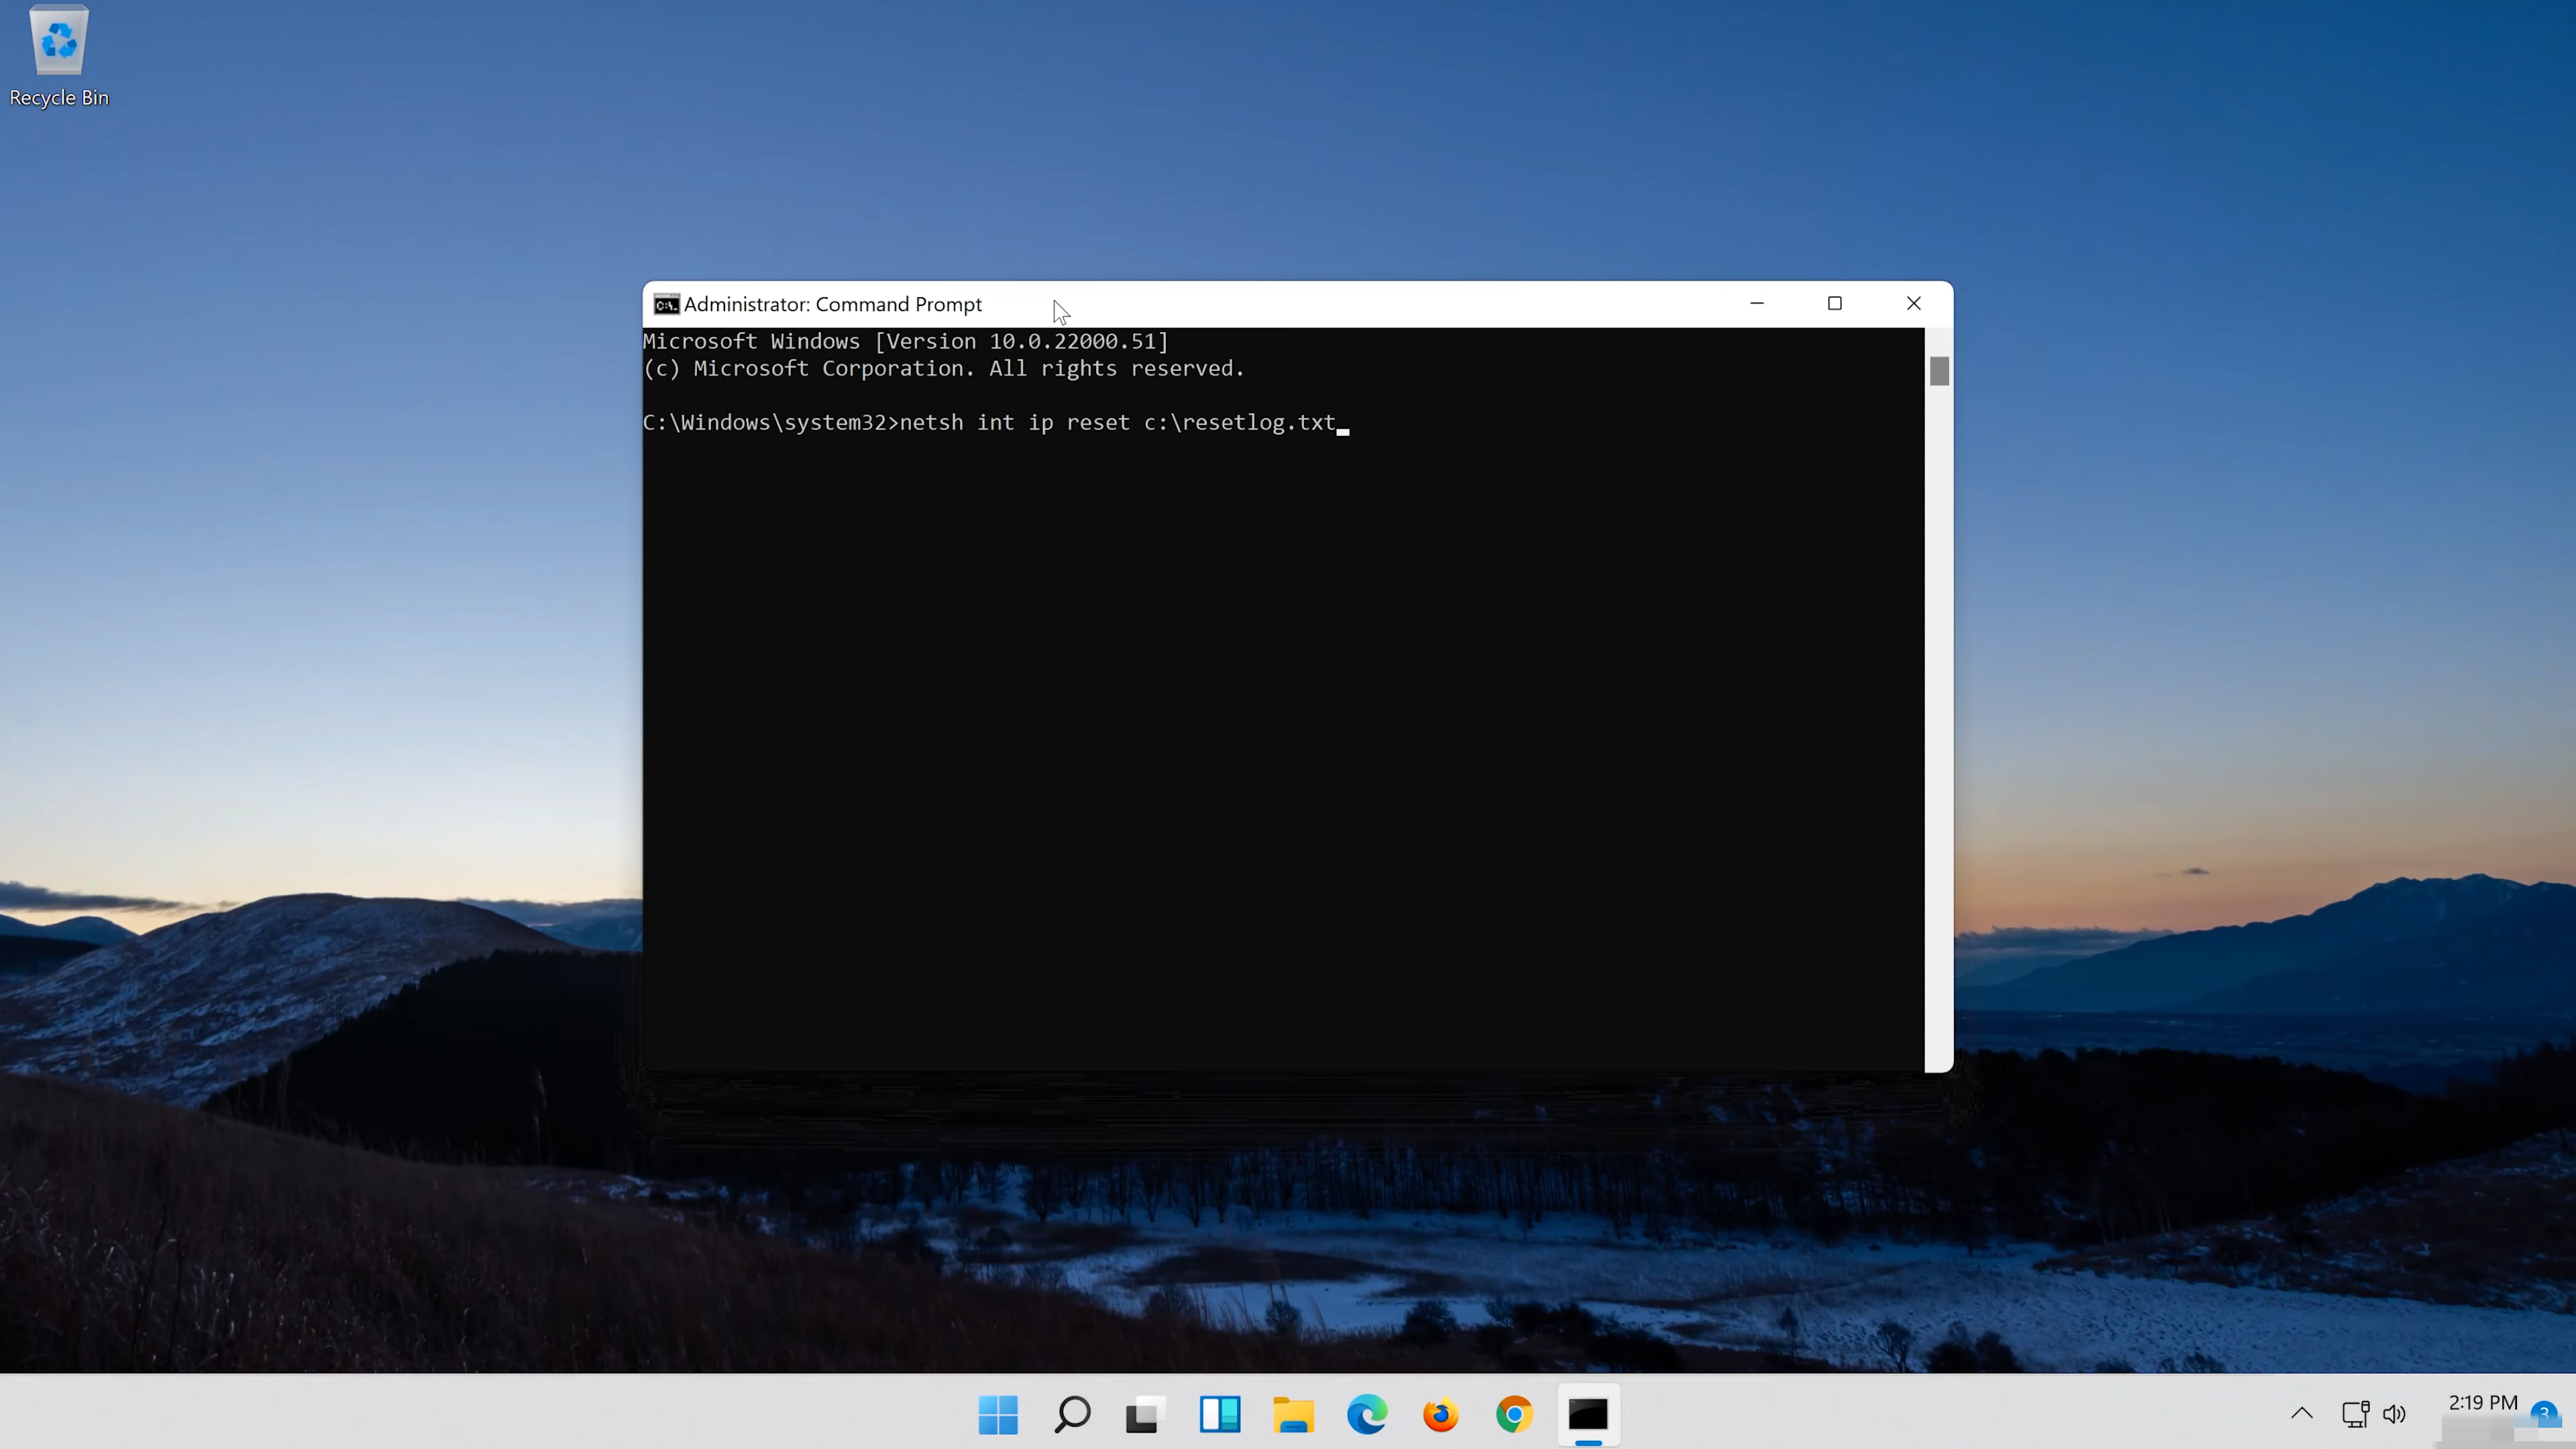 Recycle Bin
Administrator: Command Prompt
Microsoft Windows [Version 10.0.22000.51]
(c) Microsoft Corporation. All rights reserved.
C:\Windows\system32>netsh int ip reset c:\resetlog.txt
2:19 PM
3